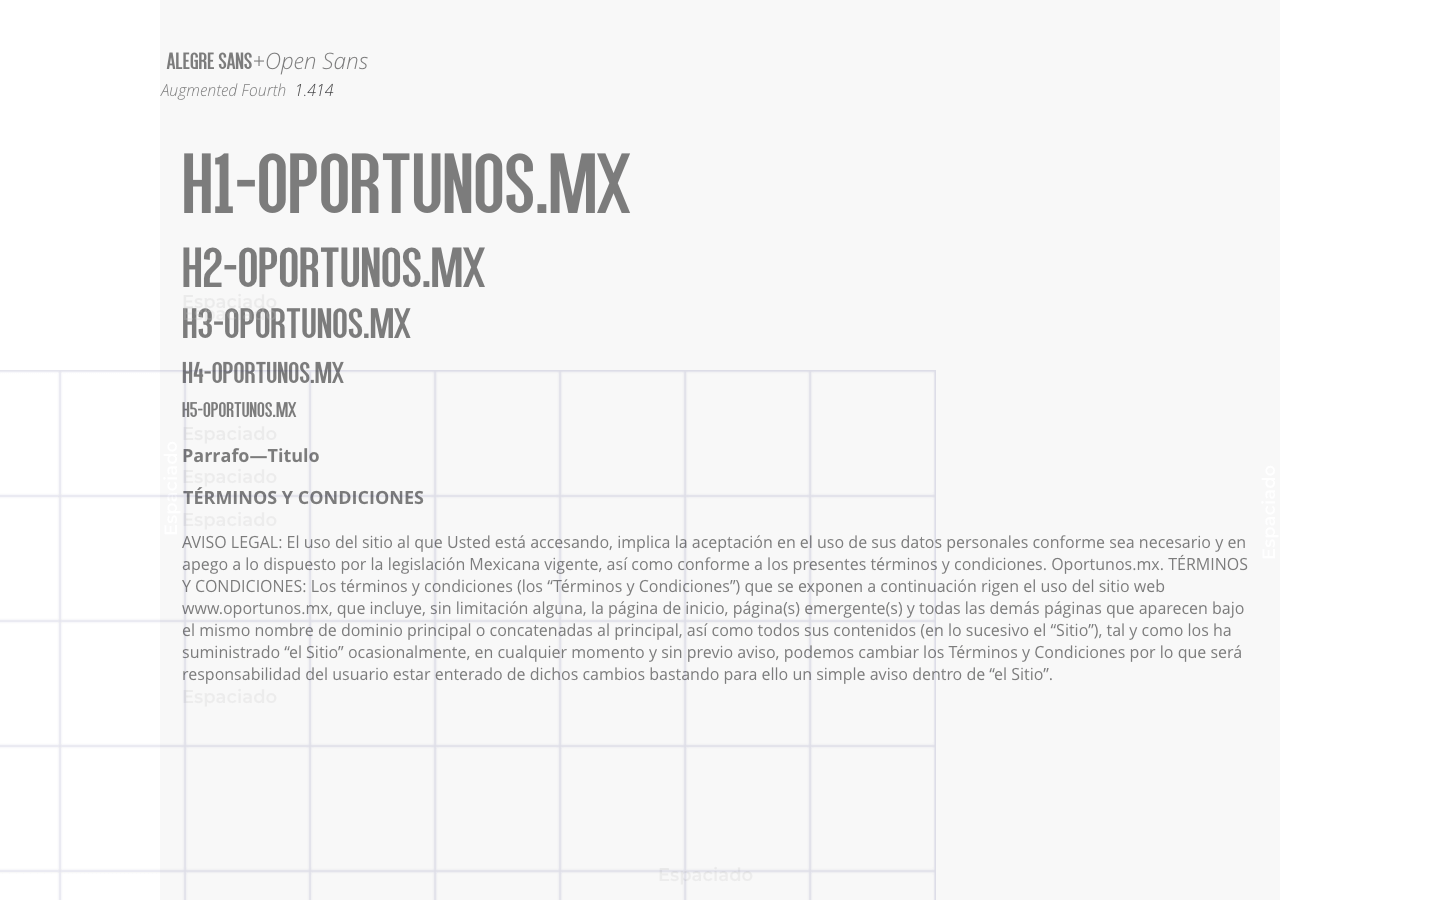 ALEGRE SANS+Open Sans
Augmented Fourth 1.414
H1-OPORTUNOS.MX
H2-OPORTUNOS.MX
Espaciado
Espaciado
H3-OPORTUNOS.MX
H4-OPORTUNOS.MX
H5-OPORTUNOS.MX
Espaciado
Parrafo—Titulo
Espaciado
TÉRMINOS Y CONDICIONES
Espaciado
Espaciado
Espaciado
AVISO LEGAL: El uso del sitio al que Usted está accesando, implica la aceptación en el uso de sus datos personales conforme sea necesario y en
apego a lo dispuesto por la legislación Mexicana vigente, así como conforme a los presentes términos y condiciones. Oportunos.mx. TÉRMINOS
Y CONDICIONES: Los términos y condiciones (los “Términos y Condiciones”) que se exponen a continuación rigen el uso del sitio web
www.oportunos.mx, que incluye, sin limitación alguna, la página de inicio, página(s) emergente(s) y todas las demás páginas que aparecen bajo
el mismo nombre de dominio principal o concatenadas al principal, así como todos sus contenidos (en lo sucesivo el “Sitio”), tal y como los ha
suministrado “el Sitio” ocasionalmente, en cualquier momento y sin previo aviso, podemos cambiar los Términos y Condiciones por lo que será
responsabilidad del usuario estar enterado de dichos cambios bastando para ello un simple aviso dentro de “el Sitio”.
Espaciado
Espaciado